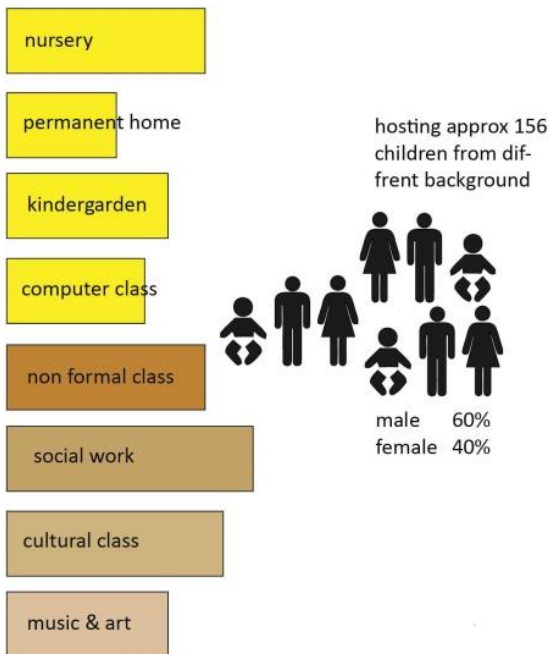 nursery
permanent home
kindergarden
computer class
non formal class
social work
cultural class
music & art
hosting approx 156
children from dif-
frent background
male 60%
female 40%